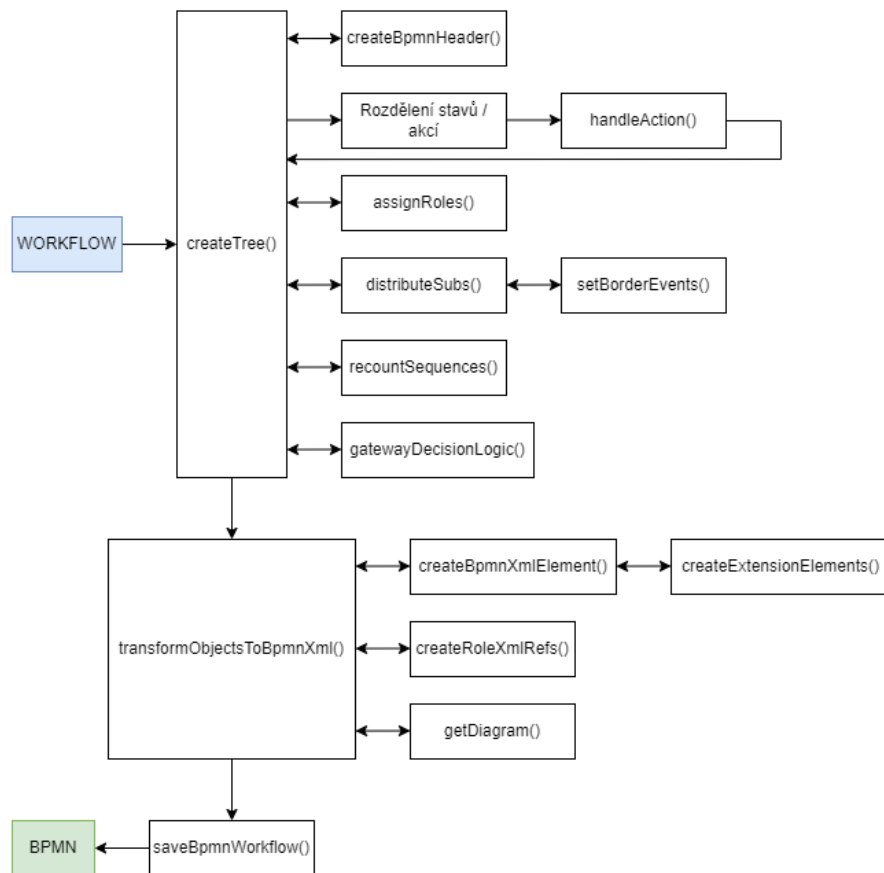 createBpmnHeader()
Rozdělení stavů /
akcí
handleAction()
assignRoles()
WORKFLOW
createTree()
distributeSubs()
setBorderEvents()
recountSequences()
gatewayDecisionLogic()
createBpmnXmlElement()
createExtensionElements()
transformObjectsToBpmnXml()
createRoleXmlRefs()
getDiagram()
BPMN
saveBpmnWorkflow()